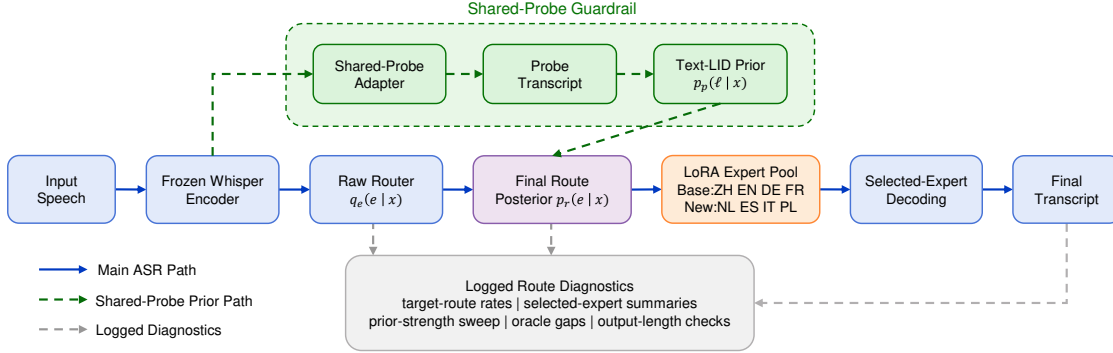 Shared-Probe Guardrail
Shared-Probe
Adapter
Probe
Transcript
Text-LID Prior
𝑝ₚ(ℓ | 𝑥)
Input
Speech
Frozen Whisper
Encoder
Raw Router
𝑞ₑ(𝑒 | 𝑥)
Final Route
Posterior 𝑝ᵣ(𝑒 | 𝑥)
LoRA Expert Pool
Base:ZH EN DE FR
New:NL ES IT PL
Selected-Expert
Decoding
Final
Transcript
Main ASR Path
Shared-Probe Prior Path
Logged Diagnostics
Logged Route Diagnostics
target-route rates | selected-expert summaries
prior-strength sweep | oracle gaps | output-length checks